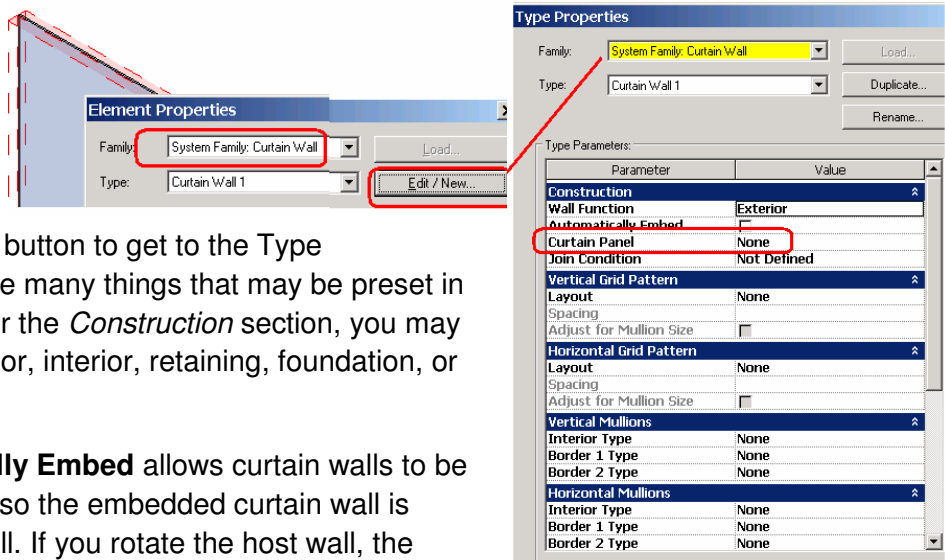 Element Properties
Family: System Family: Curtain Wall Load...
Type: Curtain Wall 1 Edit / New...
button to get to the Type
e many things that may be preset in
r the Construction section, you may
or, interior, retaining, foundation, or
lly Embed allows curtain walls to be
so the embedded curtain wall is
ll. If you rotate the host wall, the
Type Properties
Family: System Family: Curtain Wall Load...
Type: Curtain Wall 1 Duplicate...
Rename...
Type Parameters:
Parameter Value
Construction
Wall Function Exterior
Automatically Embed
Curtain Panel None
Join Condition Not Defined
Vertical Grid Pattern
Layout None
Spacing
Adjust for Mullion Size
Horizontal Grid Pattern
Layout None
Spacing
Adjust for Mullion Size
Vertical Mullions
Interior Type None
Border 1 Type None
Border 2 Type None
Horizontal Mullions
Interior Type None
Border 1 Type None
Border 2 Type None